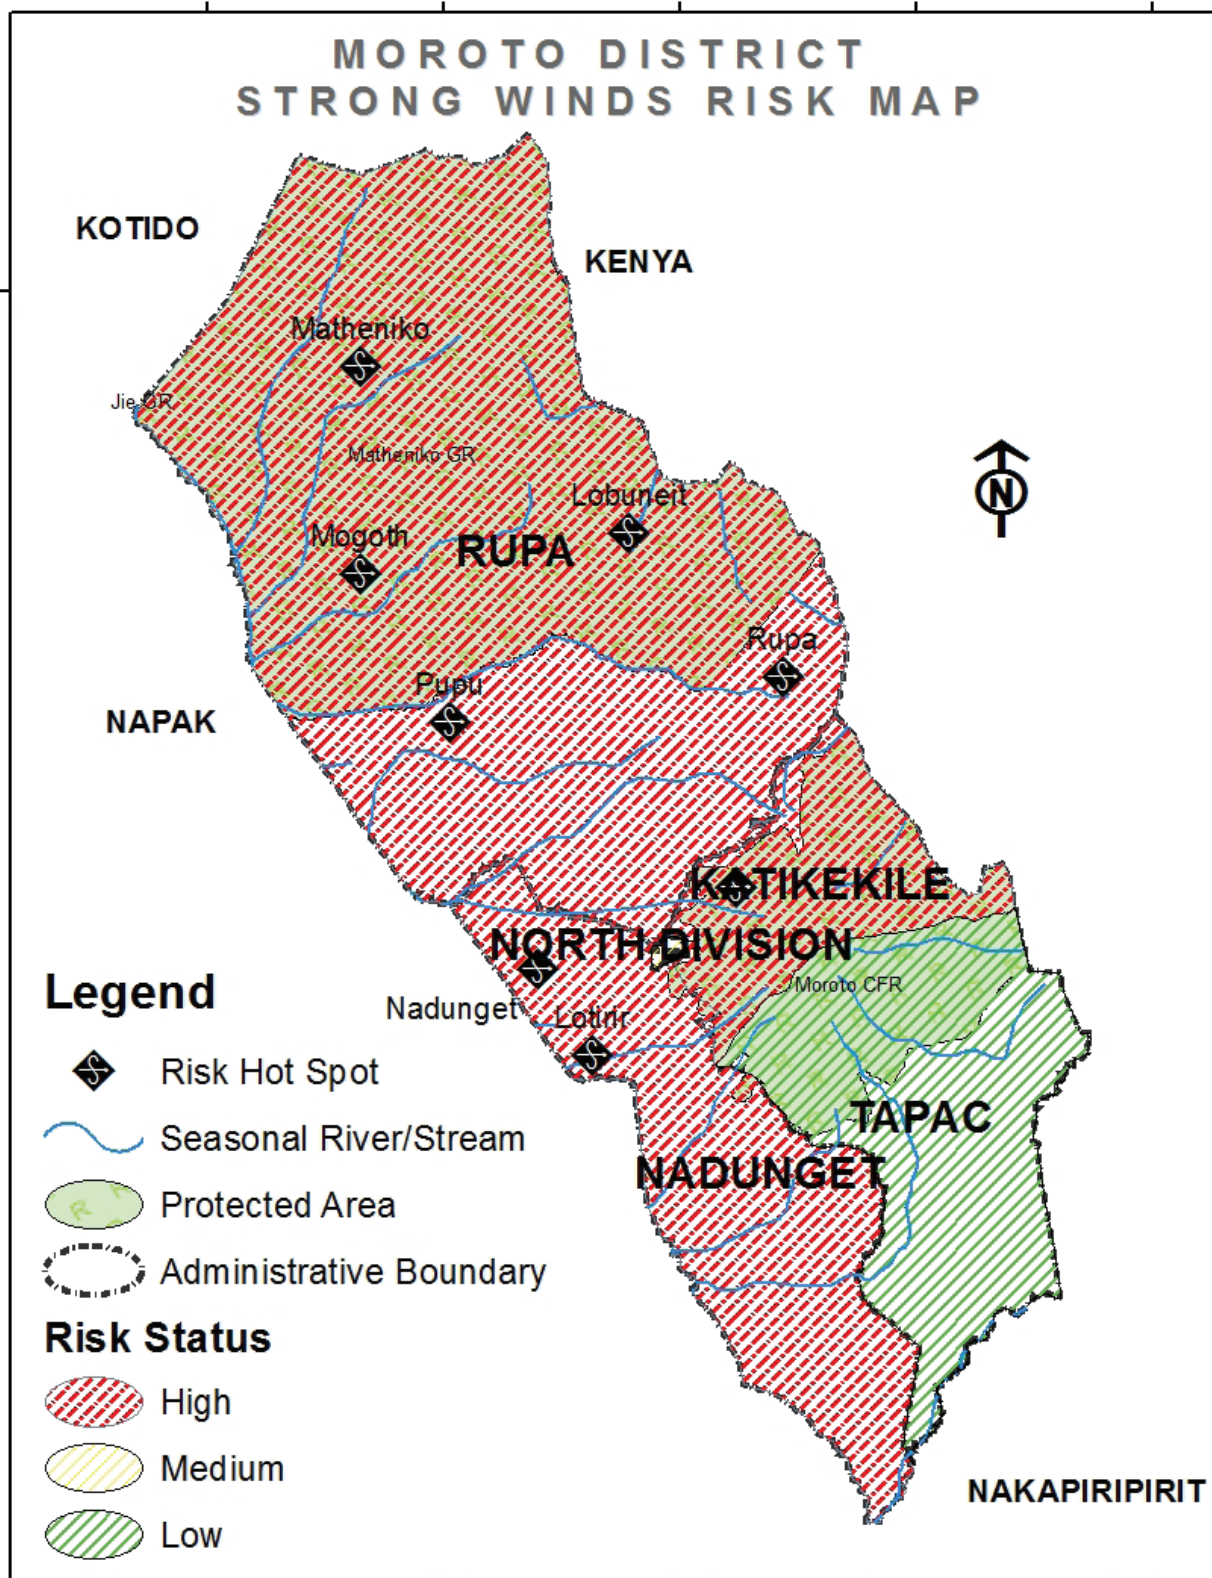 MOROTO DISTRICT
STRONG WINDS RISK MAP
KOTIDO
KENYA
Matheniko
Jie GR
Matheniko GR
Lobuneit
Mogoth
RUPA
N
Rupa
Pupu
NAPAK
KATIKEKILE
NORTH DIVISION
Moroto CFR
Nadunget
Lotirir
TAPAC
NADUNGET
NAKAPIRIPIRIT
Legend
Risk Hot Spot
Seasonal River/Stream
Protected Area
Administrative Boundary
Risk Status
High
Medium
Low